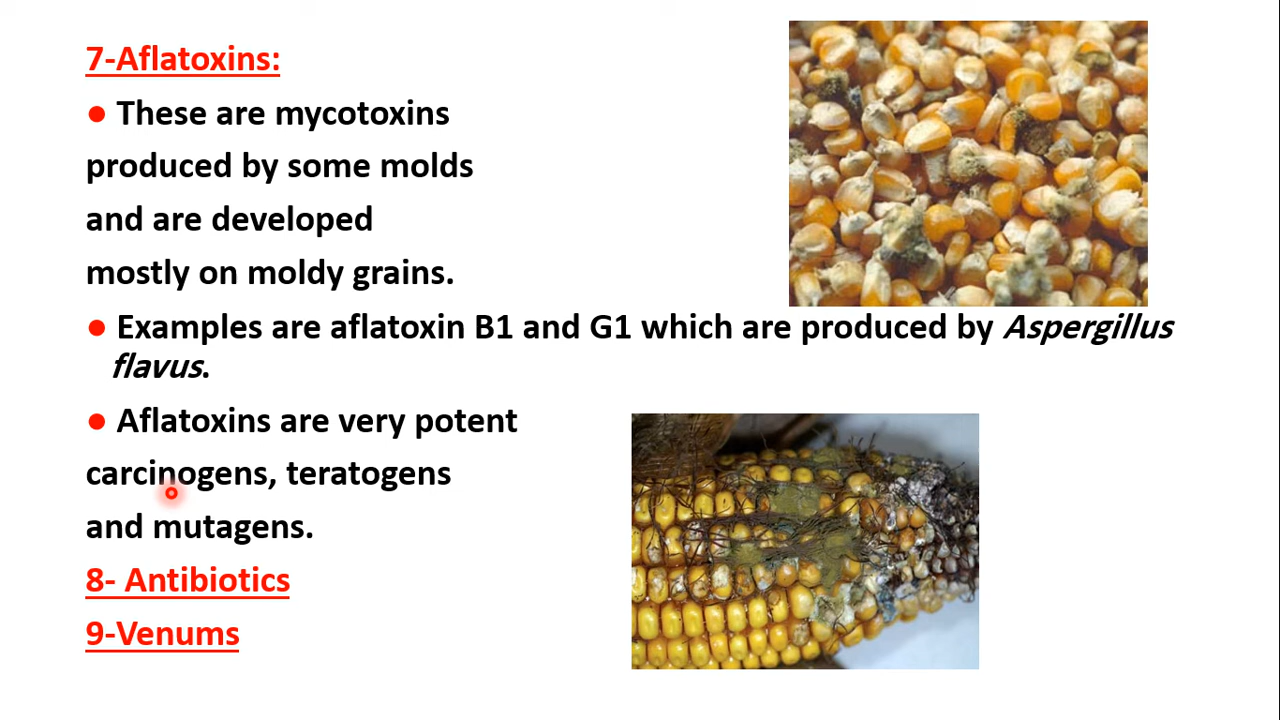 7-Aflatoxins:
● These are mycotoxins
produced by some molds
and are developed
mostly on moldy grains.
● Examples are aflatoxin B1 and G1 which are produced by Aspergillus
flavus.
● Aflatoxins are very potent
carcinogens, teratogens
and mutagens.
8- Antibiotics
9-Venums